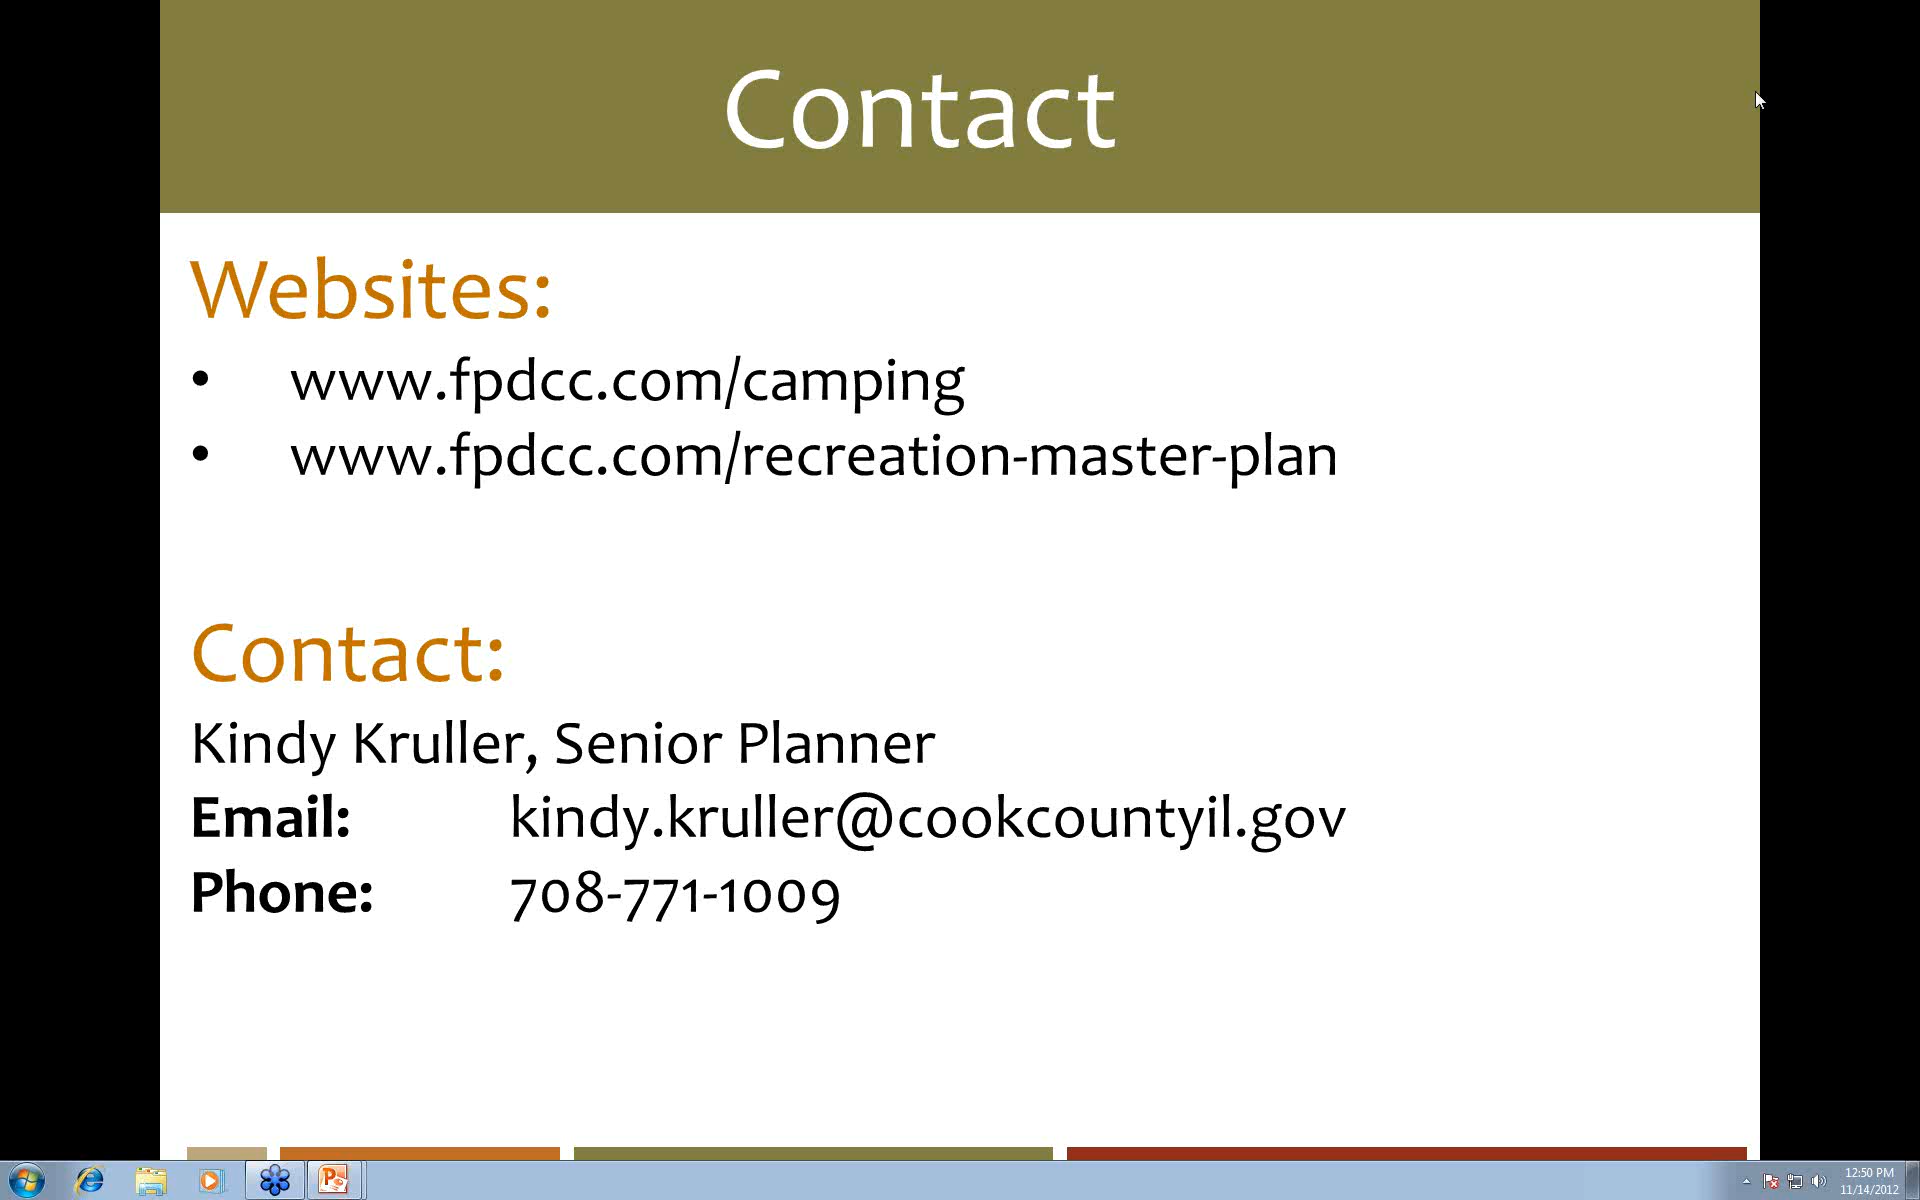 Contact
Websites:
• www.fpdcc.com/camping
• www.fpdcc.com/recreation-master-plan
Contact:
Kindy Kruller, Senior Planner
Email: kindy.kruller@cookcountyil.gov
Phone: 708-771-1009
12:50 PM
11/14/2012